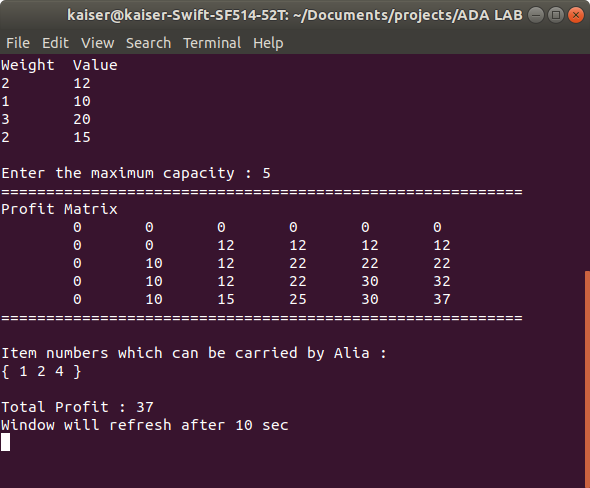 kaiser@kaiser-Swift-SF514-52T: ~/Documents/projects/ADA LAB
File Edit View Search Terminal Help
Weight  Value
2       12
1       10
3       20
2       15
Enter the maximum capacity : 5
==========================================================
Profit Matrix
        0       0       0       0       0       0
        0       0       12      12      12      12
        0       10      12      22      22      22
        0       10      12      22      30      32
        0       10      15      25      30      37
==========================================================
Item numbers which can be carried by Alia :
{ 1 2 4 }
Total Profit : 37
Window will refresh after 10 sec